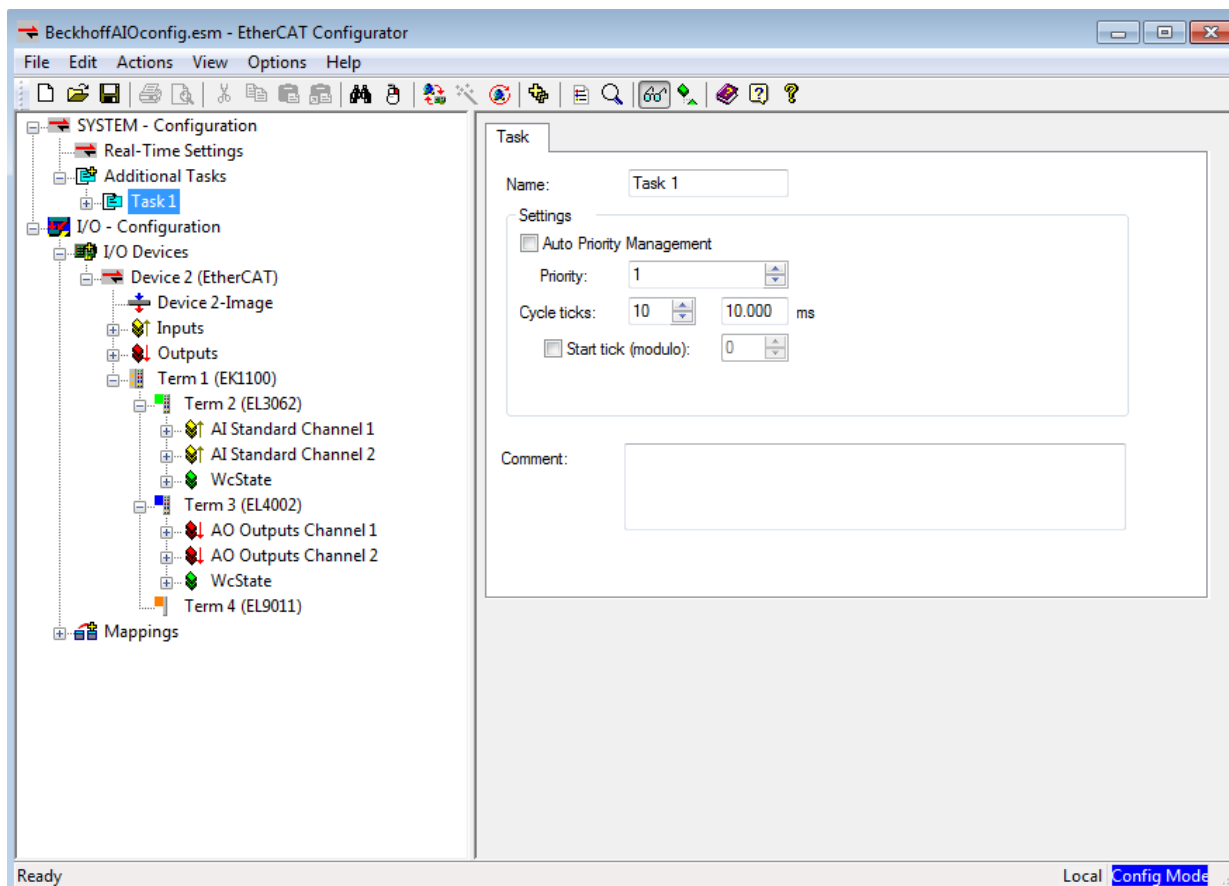 BeckhoffAIOconfig.esm - EtherCAT Configurator
File Edit Actions View Options Help
SYSTEM - Configuration
Real-Time Settings
Additional Tasks
Task 1
I/O - Configuration
I/O Devices
Device 2 (EtherCAT)
Device 2-Image
Inputs
Outputs
Term 1 (EK1100)
Term 2 (EL3062)
AI Standard Channel 1
AI Standard Channel 2
WcState
Term 3 (EL4002)
AO Outputs Channel 1
AO Outputs Channel 2
WcState
Term 4 (EL9011)
Mappings
Task
Name: Task 1
Settings
Auto Priority Management
Priority: 1
Cycle ticks: 10 10.000 ms
Start tick (modulo): 0
Comment:
Ready Local Config Mode